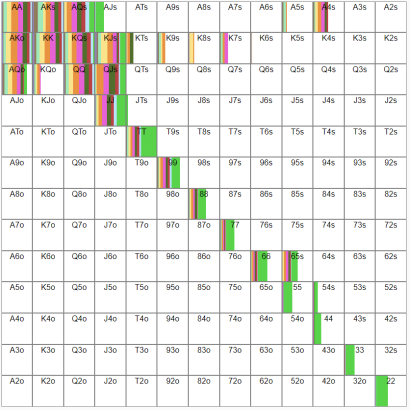 AA AKs AQs AJs ATs A9s A8s A7s A6s A5s A4s A3s A2s
AKo KK KQs KJs KTs K9s K8s K7s K6s K5s K4s K3s K2s
AQo KQo QQ QJs QTs Q9s Q8s Q7s Q6s Q5s Q4s Q3s Q2s
AJo KJo QJo JJ JTs J9s J8s J7s J6s J5s J4s J3s J2s
ATo KTo QTo JTo TT T9s T8s T7s T6s T5s T4s T3s T2s
A9o K9o Q9o J9o T9o 99 98s 97s 96s 95s 94s 93s 92s
A8o K8o Q8o J8o T8o 98o 88 87s 86s 85s 84s 83s 82s
A7o K7o Q7o J7o T7o 97o 87o 77 76s 75s 74s 73s 72s
A6o K6o Q6o J6o T6o 96o 86o 76o 66 65s 64s 63s 62s
A5o K5o Q5o J5o T5o 95o 85o 75o 65o 55 54s 53s 52s
A4o K4o Q4o J4o T4o 94o 84o 74o 64o 54o 44 43s 42s
A3o K3o Q3o J3o T3o 93o 83o 73o 63o 53o 43o 33 32s
A2o K2o Q2o J2o T2o 92o 82o 72o 62o 52o 42o 32o 22